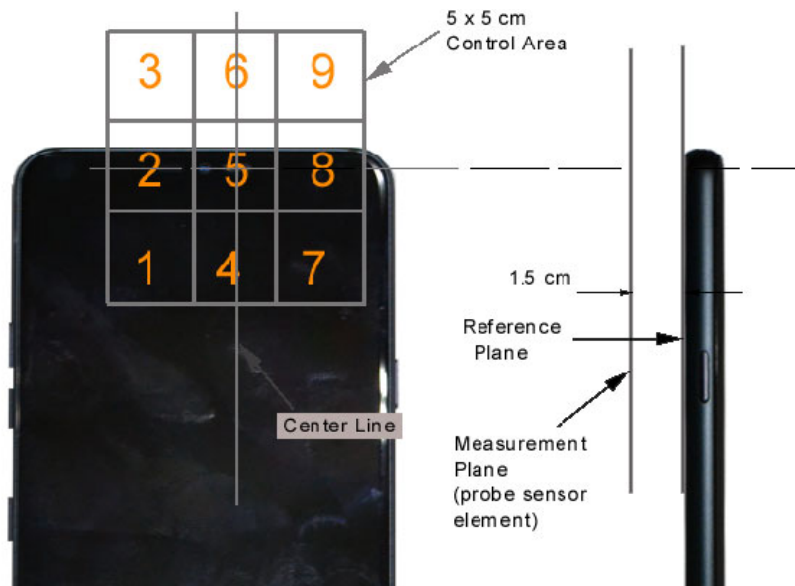 5 x 5 cm
Control Area
3 6 9
2 5 8
1 4 7
1.5 cm
Reference
Plane
Center Line
Measurement
Plane
(probe sensor
element)